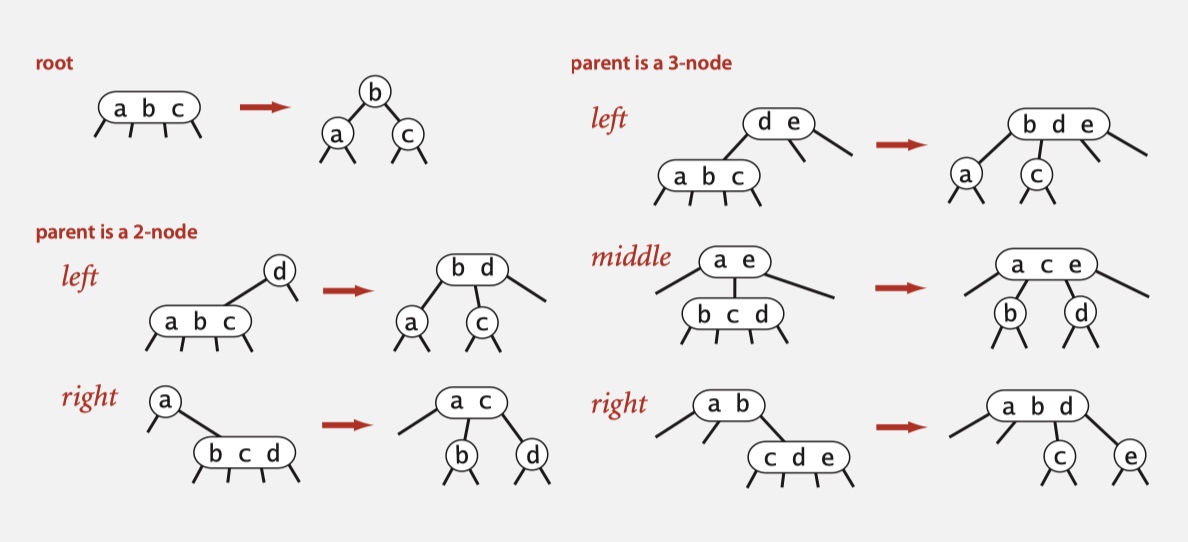 root
a b c
b
a
c
parent is a 2-node
left
d
a b c
b d
a
c
right
a
b c d
a c
b
d
parent is a 3-node
left
d e
a b c
b d e
a
c
middle
a e
b c d
a c e
b
d
right
a b
c d e
a b d
c
e